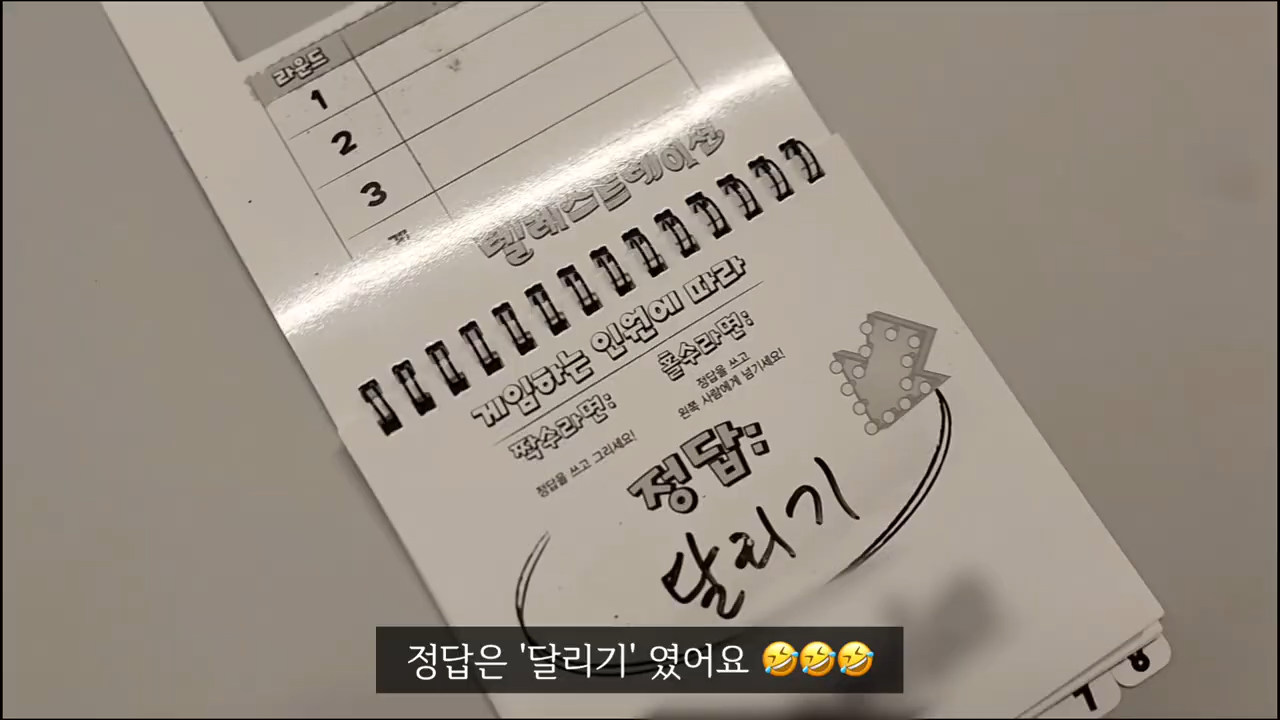 라운드
1
2
3
텔레스트레이션
게임하는 인원에 따라
짝수라면:
정답을 쓰고 그리세요!
홀수라면:
정답을 쓰고
왼쪽 사람에게 넘기세요!
정답:
달리기
7
8
정답은 '달리기' 였어요 🤣🤣🤣